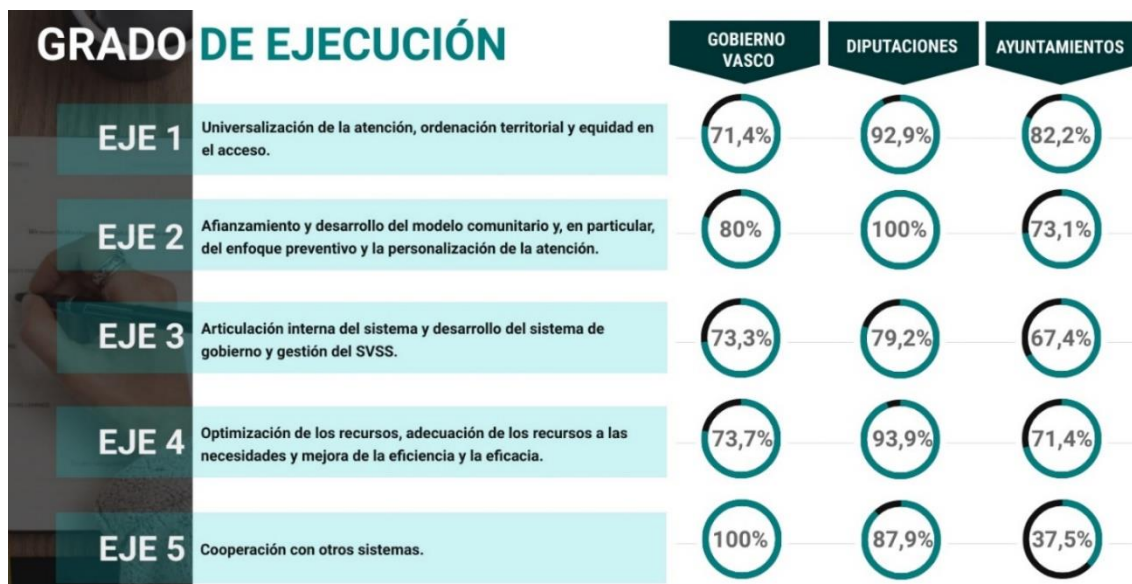 GRADO DE EJECUCIÓN
GOBIERNO
VASCO
DIPUTACIONES
AYUNTAMIENTOS
EJE 1
Universalización de la atención, ordenación territorial y equidad en
el acceso.
71,4%
92,9%
82,2%
EJE 2
Afianzamiento y desarrollo del modelo comunitario y, en particular,
del enfoque preventivo y la personalización de la atención.
80%
100%
73,1%
EJE 3
Articulación interna del sistema y desarrollo del sistema de
gobierno y gestión del SVSS.
73,3%
79,2%
67,4%
EJE 4
Optimización de los recursos, adecuación de los recursos a las
necesidades y mejora de la eficiencia y la eficacia.
73,7%
93,9%
71,4%
EJE 5
Cooperación con otros sistemas.
100%
87,9%
37,5%